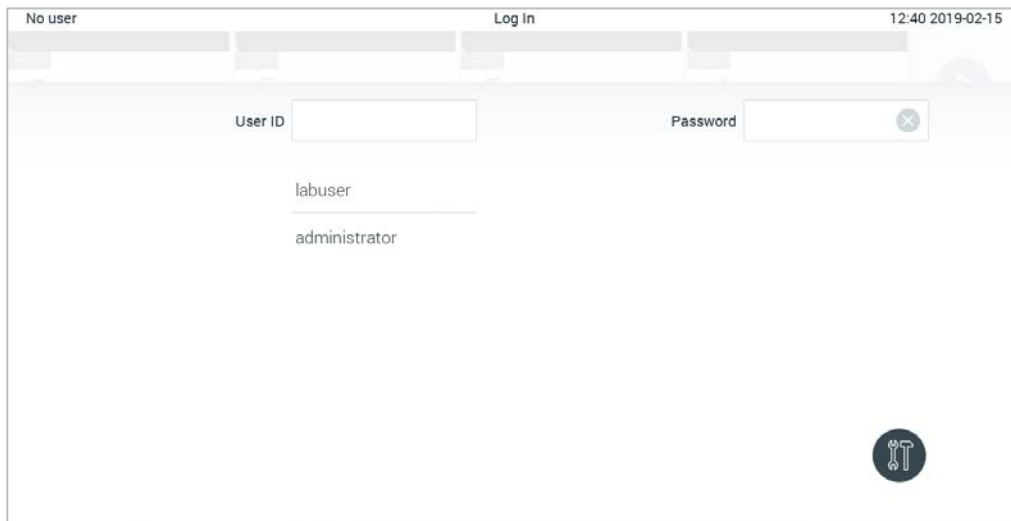 No user Log In 12:40 2019-02-15
User ID Password
labuser
administrator